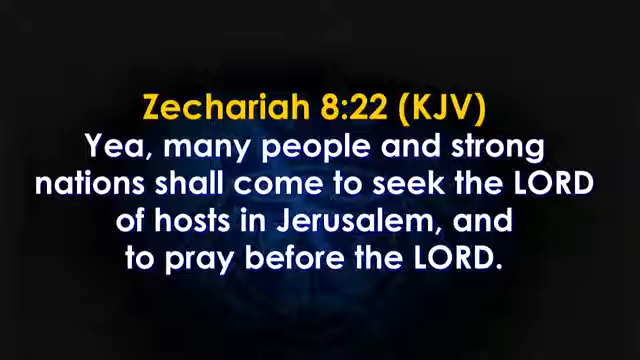 Zechariah 8:22 (KJV)
Yea, many people and strong
nations shall come to seek the LORD
of hosts in Jerusalem, and
to pray before the LORD.